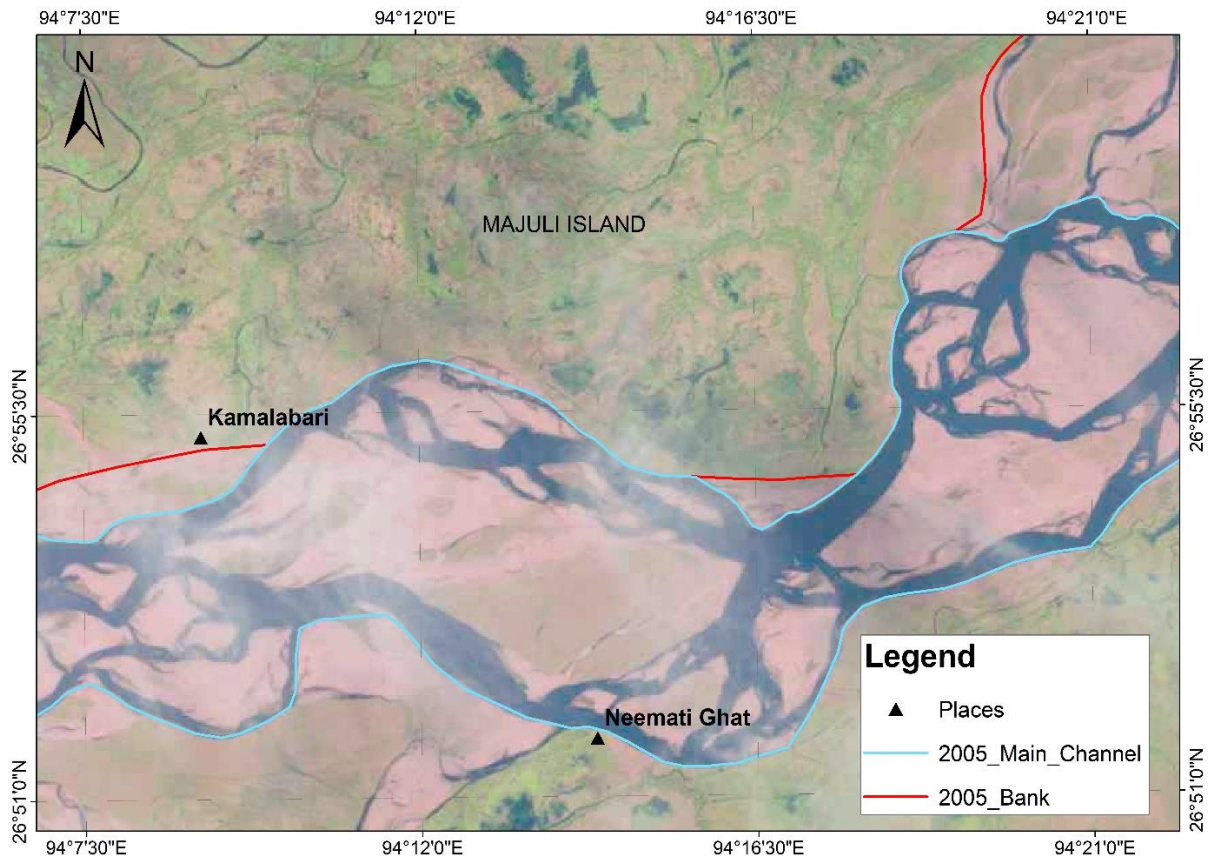 94°7'30"E 94°12'0"E 94°16'30"E 94°21'0"E
N
MAJULI ISLAND
26°55'30"N 26°55'30"N
Kamalabari
Neemati Ghat
Legend
Places
2005_Main_Channel
2005_Bank
26°51'0"N 26°51'0"N
94°7'30"E 94°12'0"E 94°16'30"E 94°21'0"E